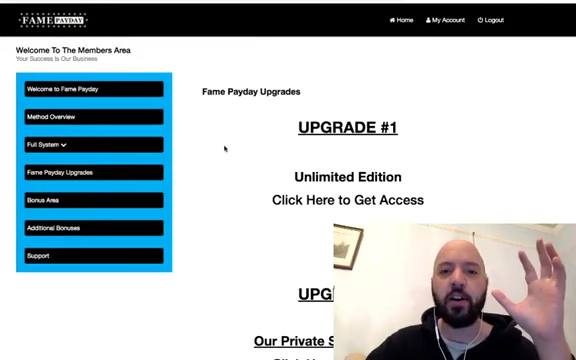 FAME PAYDAY
Home
My Account
Logout
Welcome To The Members Area
Your Success Is Our Business
Welcome to Fame Payday
Method Overview
Full System
Fame Payday Upgrades
Bonus Area
Additional Bonuses
Support
Fame Payday Upgrades
UPGRADE #1
Unlimited Edition
Click Here to Get Access
Our Private